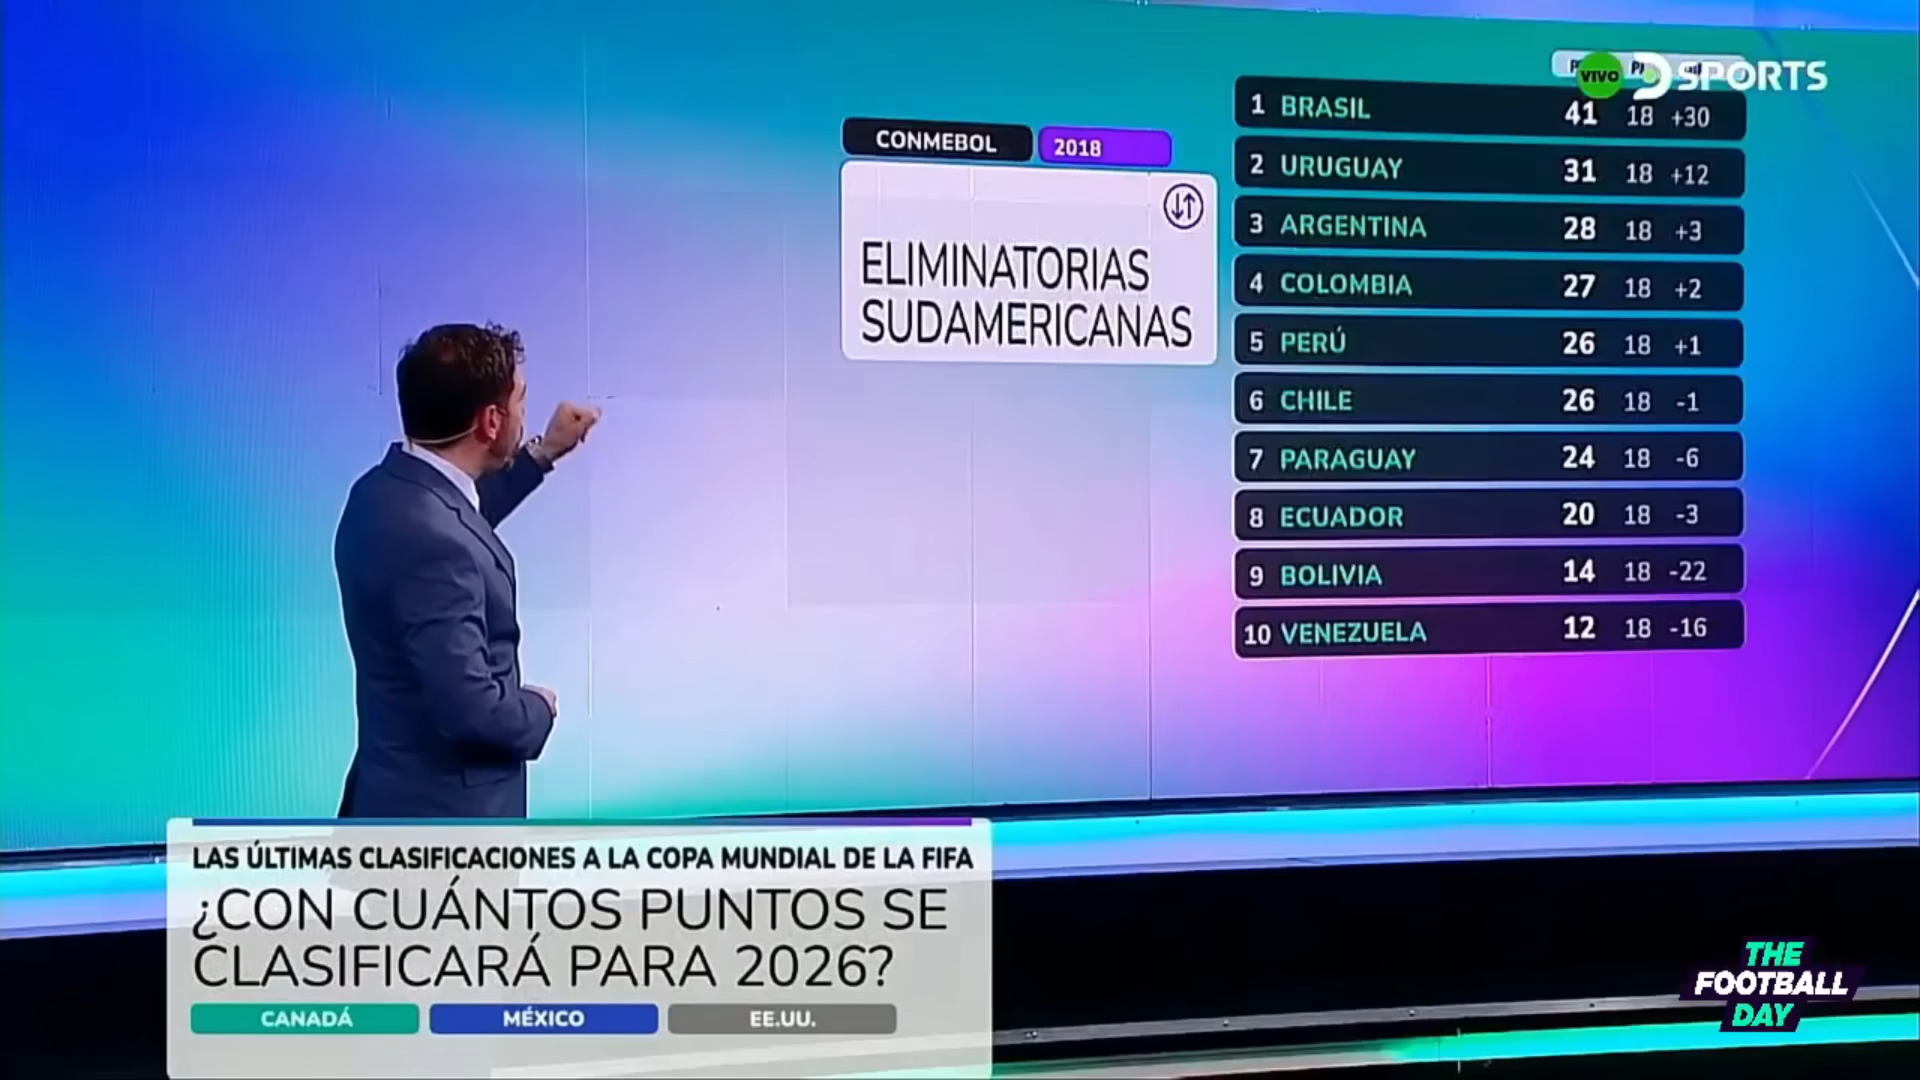 VIVO
SPORTS
CONMEBOL
2018
ELIMINATORIAS
SUDAMERICANAS
1 BRASIL 41 18 +30
2 URUGUAY 31 18 +12
3 ARGENTINA 28 18 +3
4 COLOMBIA 27 18 +2
5 PERÚ 26 18 +1
6 CHILE 26 18 -1
7 PARAGUAY 24 18 -6
8 ECUADOR 20 18 -3
9 BOLIVIA 14 18 -22
10 VENEZUELA 12 18 -16
LAS ÚLTIMAS CLASIFICACIONES A LA COPA MUNDIAL DE LA FIFA
¿CON CUÁNTOS PUNTOS SE
CLASIFICARÁ PARA 2026?
CANADÁ MÉXICO EE.UU.
THE
FOOTBALL
DAY